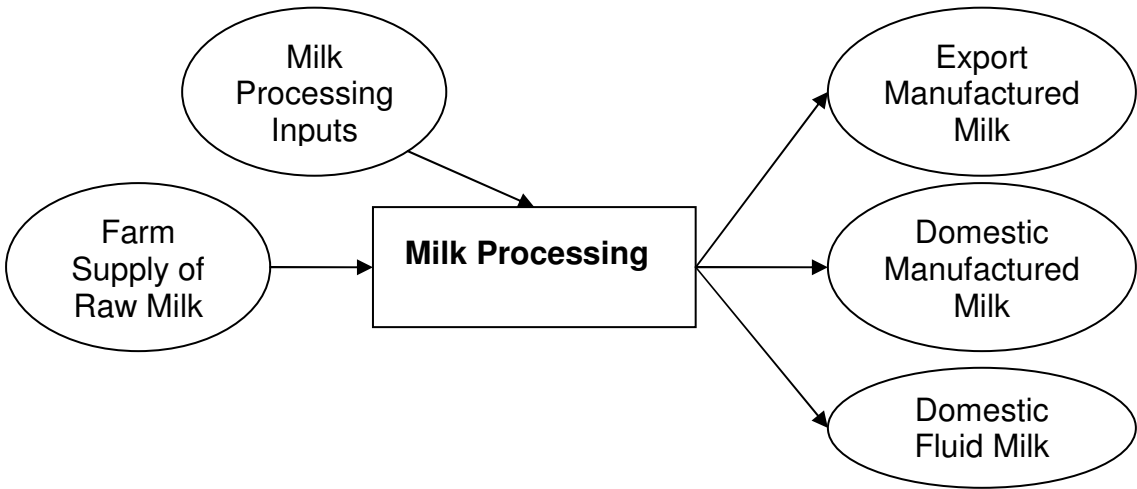 Milk
Processing
Inputs
Farm
Supply of
Raw Milk
Milk Processing
Export
Manufactured
Milk
Domestic
Manufactured
Milk
Domestic
Fluid Milk